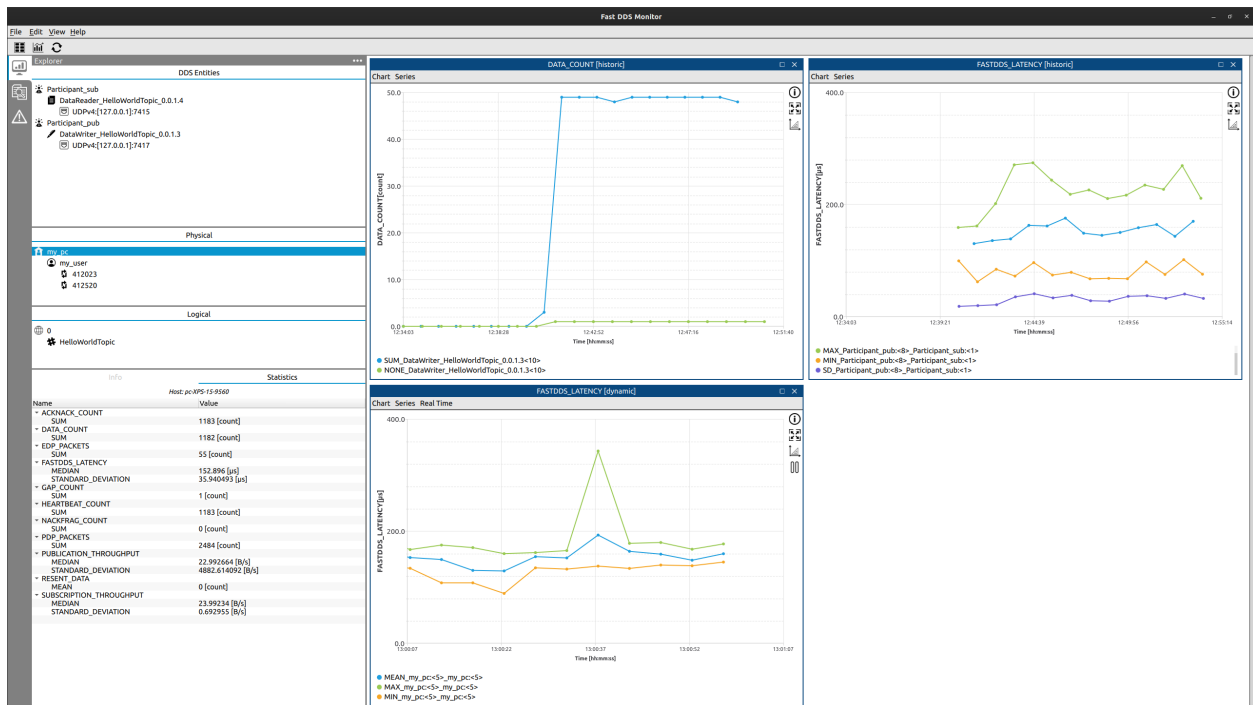 Fast DDS Monitor
File Edit View Help
Explorer
DDS Entities
Participant_sub
DataReader_HelloWorldTopic_0.0.1.4
UDPv4:[127.0.0.1]:7415
Participant_pub
DataWriter_HelloWorldTopic_0.0.1.3
UDPv4:[127.0.0.1]:7417
Physical
my_pc
my_user
412023
412520
Logical
0
HelloWorldTopic
Info Statistics
Host: pc-XPS-15-9560
Name Value
ACKNACK_COUNT
SUM 1183 [count]
DATA_COUNT
SUM 1182 [count]
EDP_PACKETS
SUM 55 [count]
FASTDDS_LATENCY
MEDIAN 152.896 [µs]
STANDARD_DEVIATION 35.940493 [µs]
GAP_COUNT
SUM 1 [count]
HEARTBEAT_COUNT
SUM 1183 [count]
NACKFRAG_COUNT
SUM 0 [count]
PDP_PACKETS
SUM 2484 [count]
PUBLICATION_THROUGHPUT
MEDIAN 22.992664 [B/s]
STANDARD_DEVIATION 4882.614092 [B/s]
RESENT_DATA
MEAN 0 [count]
SUBSCRIPTION_THROUGHPUT
MEDIAN 23.99234 [B/s]
STANDARD_DEVIATION 0.692955 [B/s]
DATA_COUNT [historic]
Chart Series
50.0
40.0
30.0
20.0
10.0
0.0
DATA_COUNT[count]
12:34:03 12:38:28 12:42:52 12:47:16 12:51:40
Time [hh:mm:ss]
SUM_DataWriter_HelloWorldTopic_0.0.1.3<10>
NONE_DataWriter_HelloWorldTopic_0.0.1.3<10>
FASTDDS_LATENCY [historic]
Chart Series
400.0
200.0
0.0
FASTDDS_LATENCY[µs]
12:34:03 12:39:21 12:44:39 12:49:56 12:55:14
Time [hh:mm:ss]
MAX_Participant_pub:<8>_Participant_sub:<1>
MIN_Participant_pub:<8>_Participant_sub:<1>
SD_Participant_pub:<8>_Participant_sub:<1>
FASTDDS_LATENCY [dynamic]
Chart Series Real Time
400.0
200.0
0.0
FASTDDS_LATENCY[µs]
13:00:07 13:00:22 13:00:37 13:00:52 13:01:07
Time [hh:mm:ss]
MEAN_my_pc:<5>_my_pc:<5>
MAX_my_pc:<5>_my_pc:<5>
MIN_my_pc:<5>_my_pc:<5>